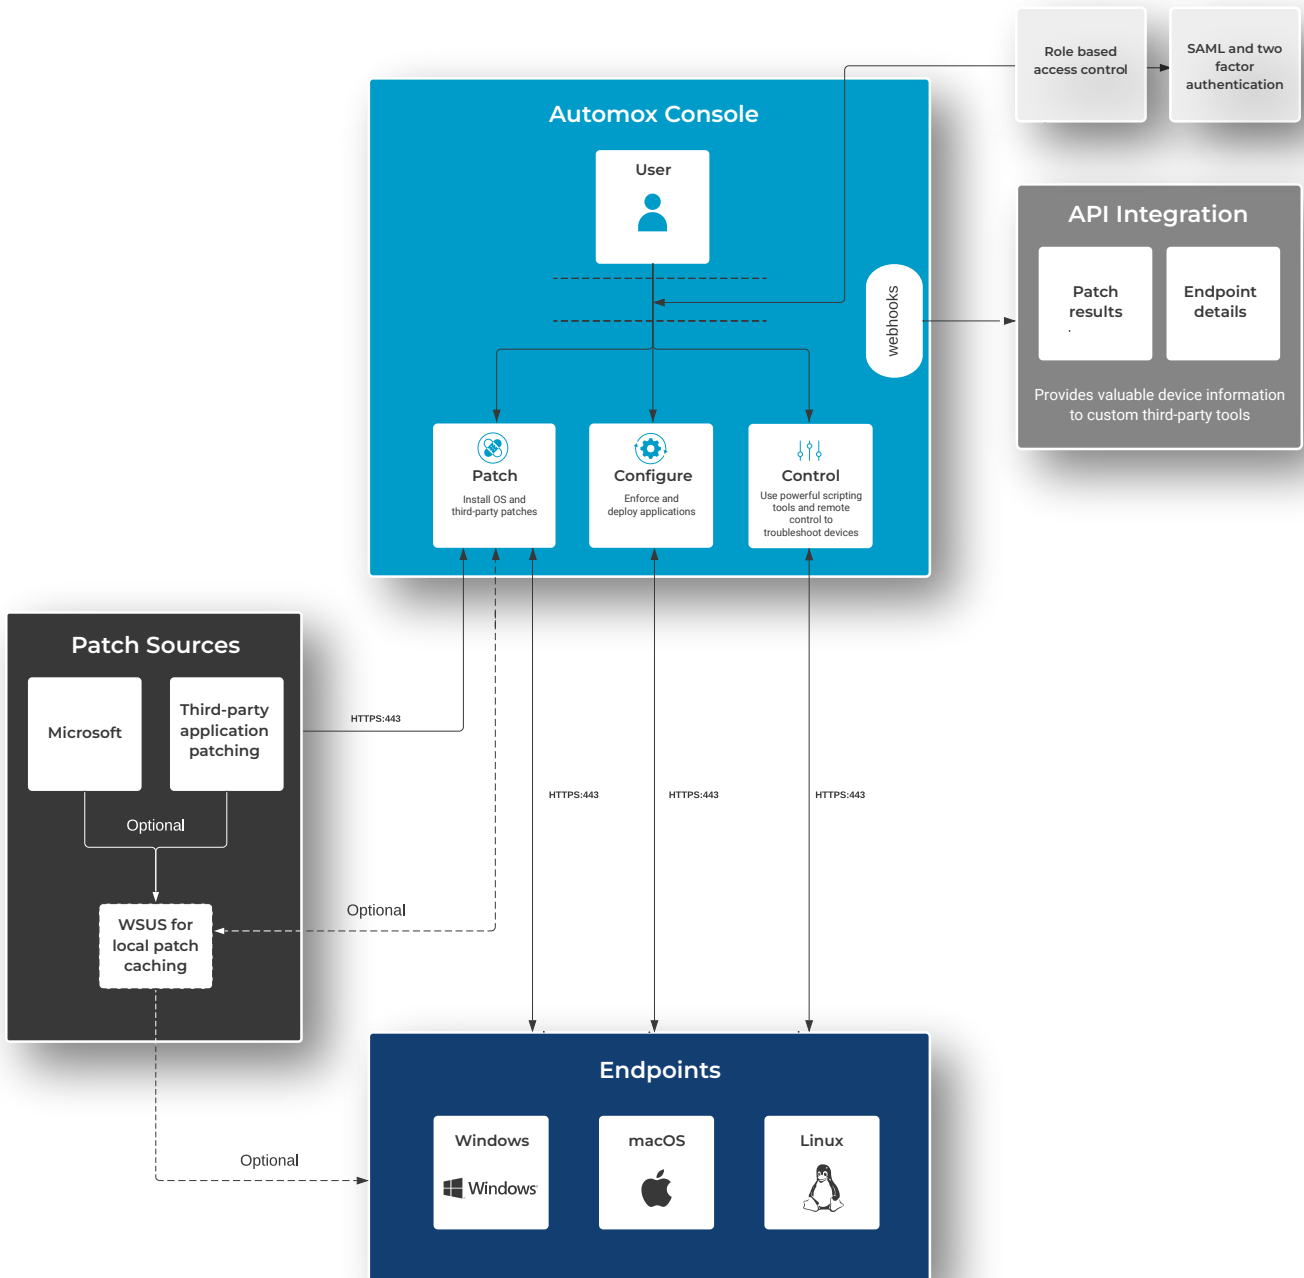 Role based
access control
SAML and two
factor
authentication
Automox Console
User
webhooks
API Integration
Patch
results
.
Endpoint
details
Provides valuable device information
to custom third-party tools
Patch
Install OS and
third-party patches
Configure
Enforce and
deploy applications
Control
Use powerful scripting
tools and remote
control to
troubleshoot devices
Patch Sources
Microsoft
Third-party
application
patching
HTTPS:443
Optional
HTTPS:443
HTTPS:443
HTTPS:443
WSUS for
local patch
caching
Optional
Optional
Endpoints
Windows
Windows
macOS
Linux